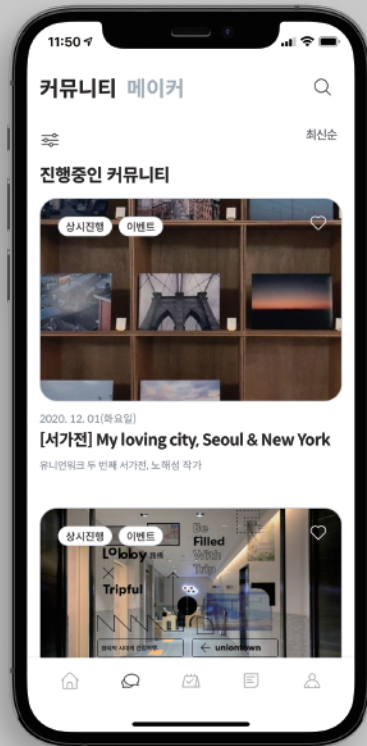 11:50
커뮤니티 메이커
최신순
진행중인 커뮤니티
상시진행 이벤트
2020. 12. 01(화요일)
[서가전] My loving city, Seoul & New York
유니언워크 두 번째 서가전, 노해성 작가
상시진행 이벤트
Be
Filled
With
Trip
Lobby
×
Tripful
← uniontown